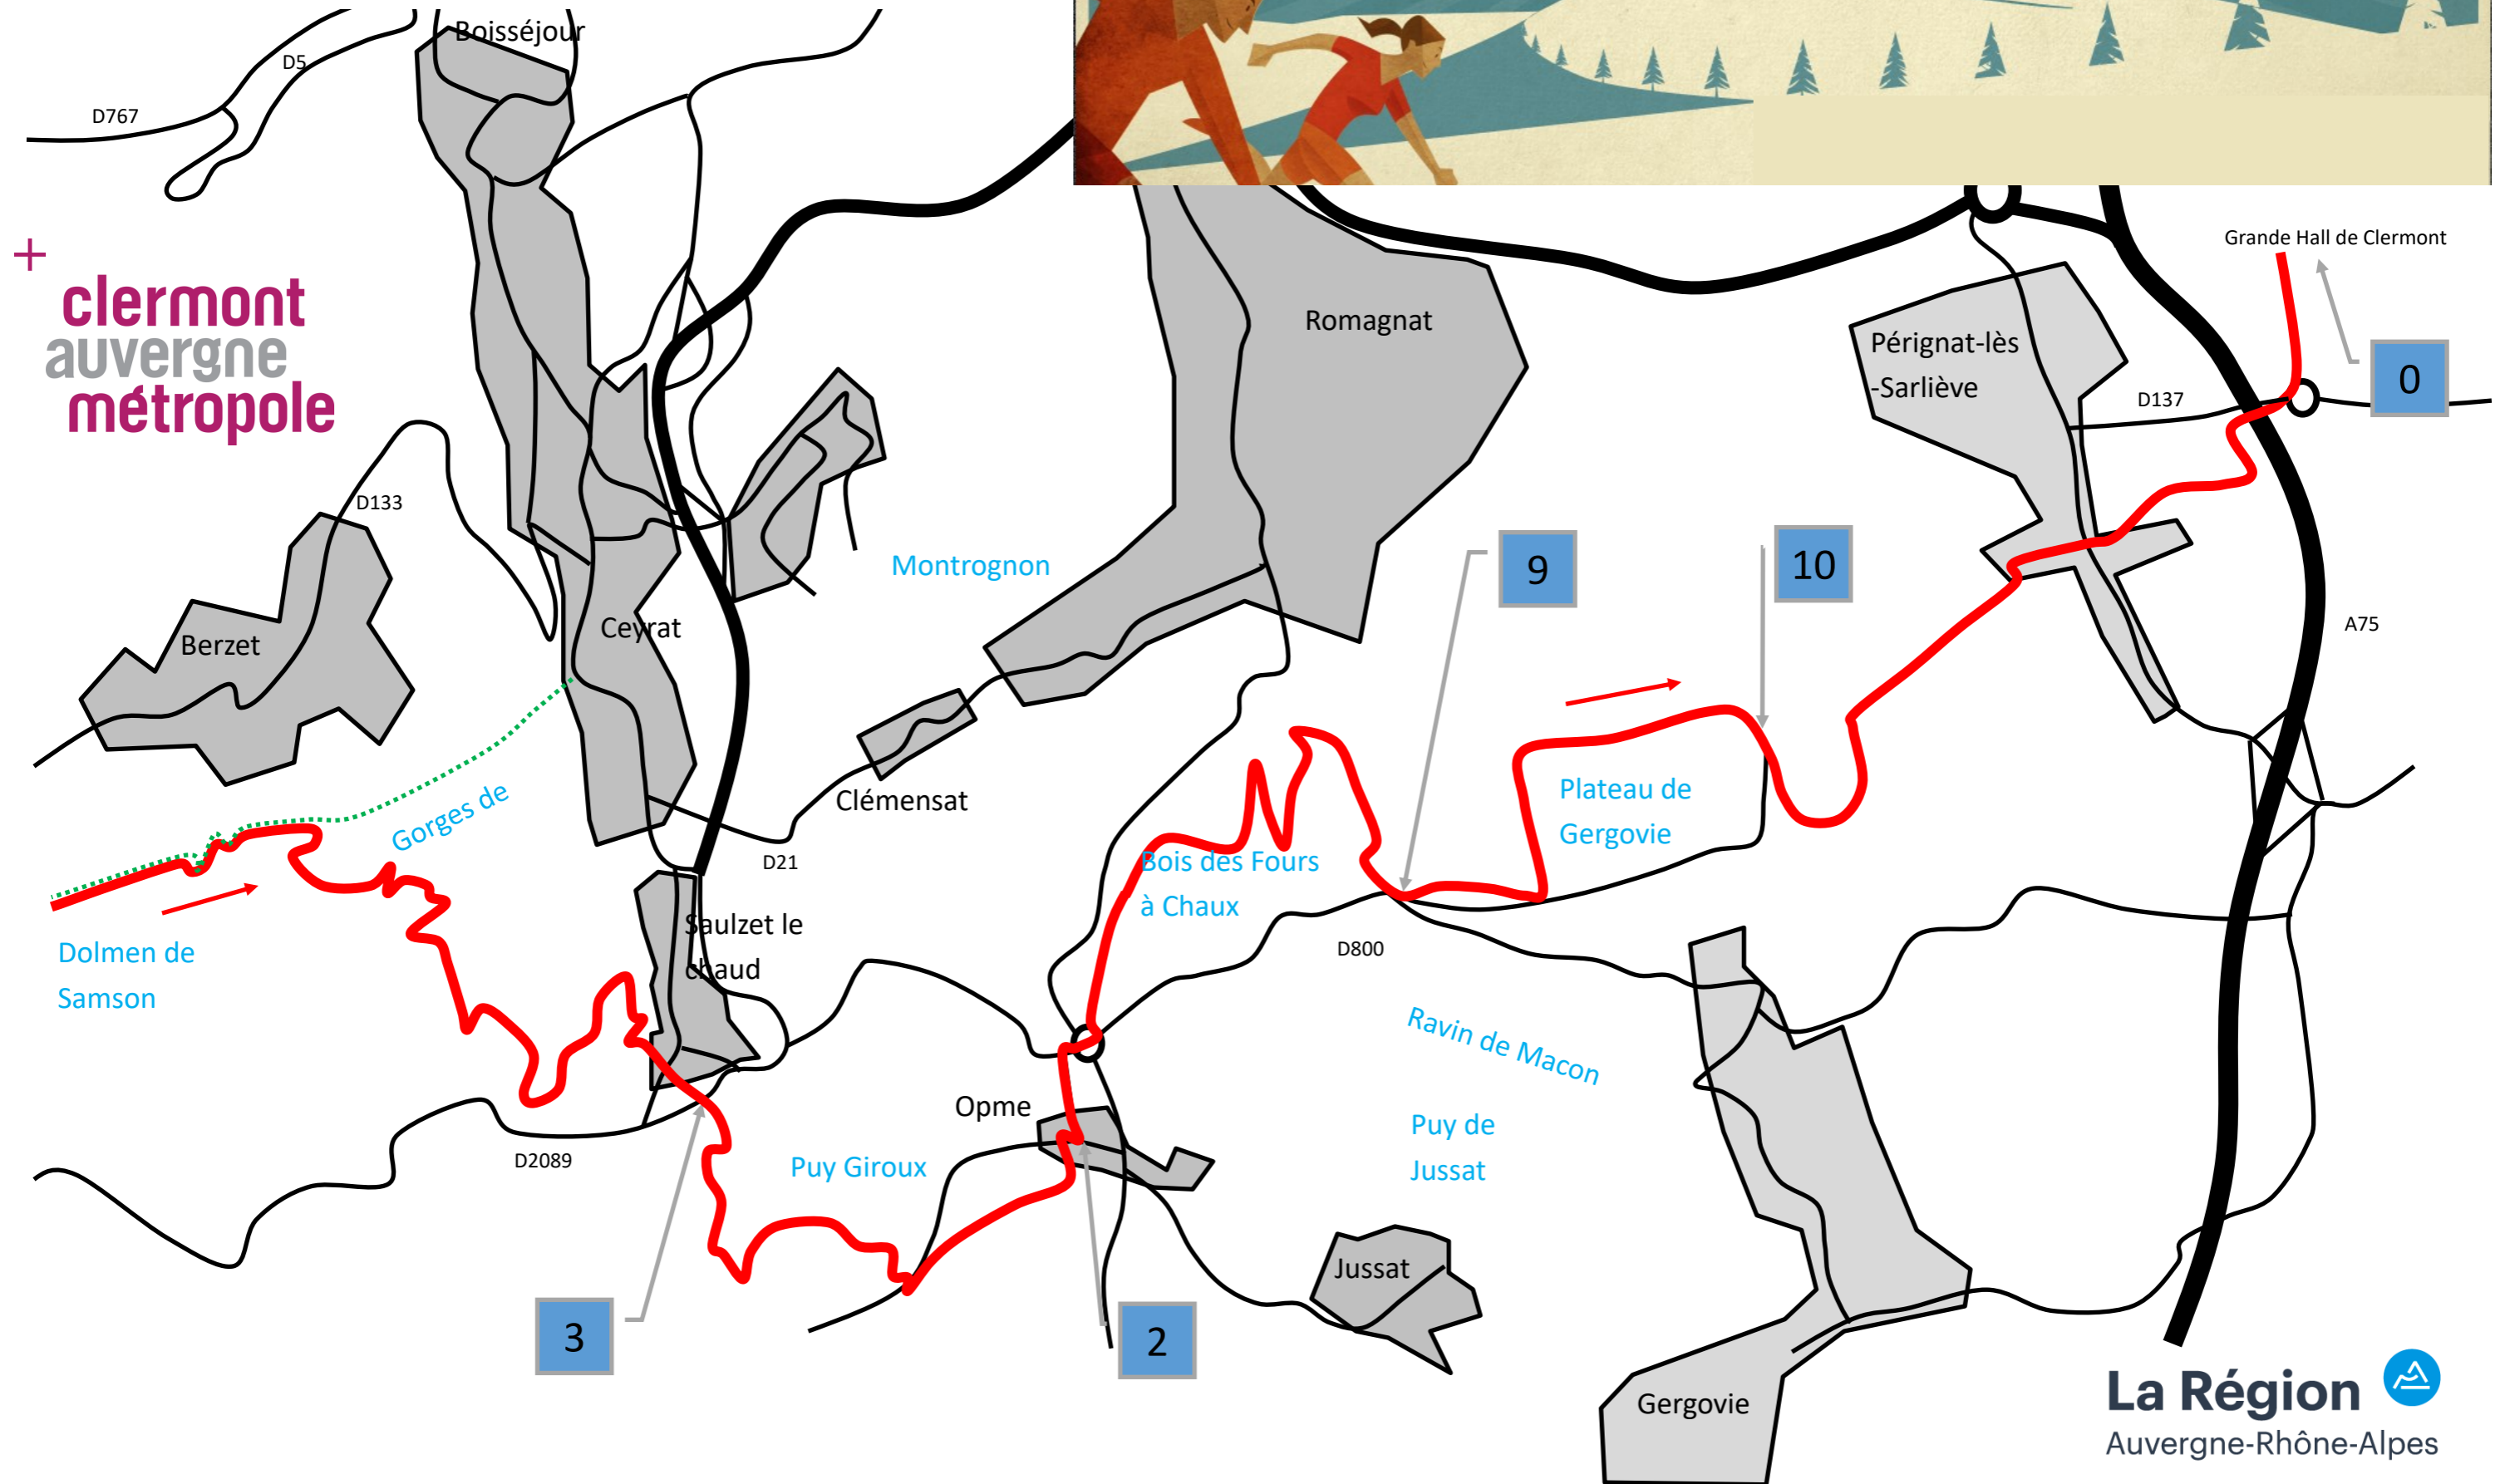 Boisséjour
D5
D767
Grande Hall de Clermont
+
clermont
auvergne
métropole
Romagnat
Pérignat-lès
-Sarliève
0
D137
D133
9
10
Montrognon
Ceyrat
A75
Berzet
Clémensat
Plateau de
Gergovie
Gorges de
D21
Bois des Fours
à Chaux
Saulzet le
chaud
D800
Dolmen de
Samson
Ravin de Macon
Opme
Puy de
Jussat
D2089
Puy Giroux
Jussat
3
2
Gergovie
La Région
Auvergne-Rhône-Alpes